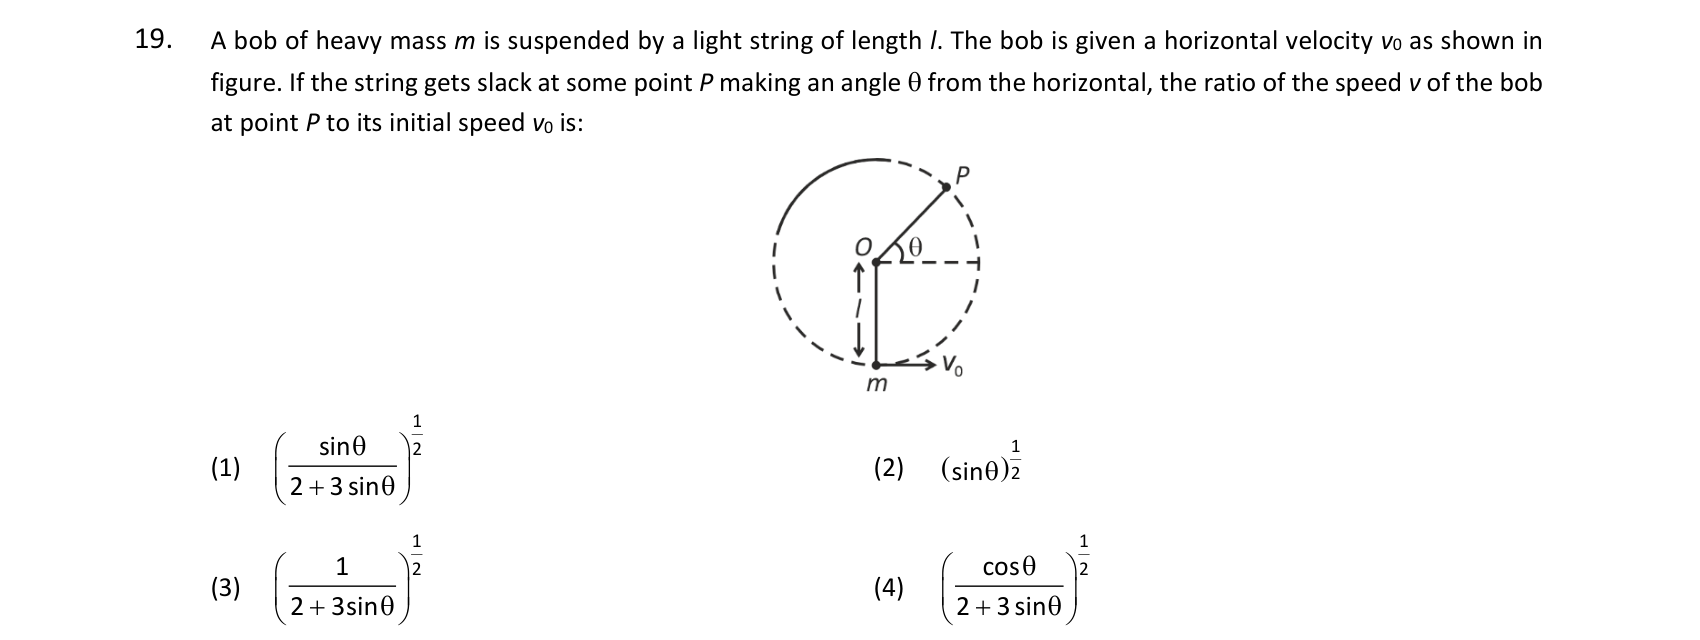 19. A bob of heavy mass m is suspended by a light string of length l. The bob is given a horizontal velocity v₀ as shown in
figure. If the string gets slack at some point P making an angle θ from the horizontal, the ratio of the speed v of the bob
at point P to its initial speed v₀ is:
P
O θ
l
V₀
m
(1) (sinθ / (2 + 3 sinθ))^(1/2)
(2) (sinθ)^(1/2)
(3) (1 / (2 + 3sinθ))^(1/2)
(4) (cosθ / (2 + 3 sinθ))^(1/2)